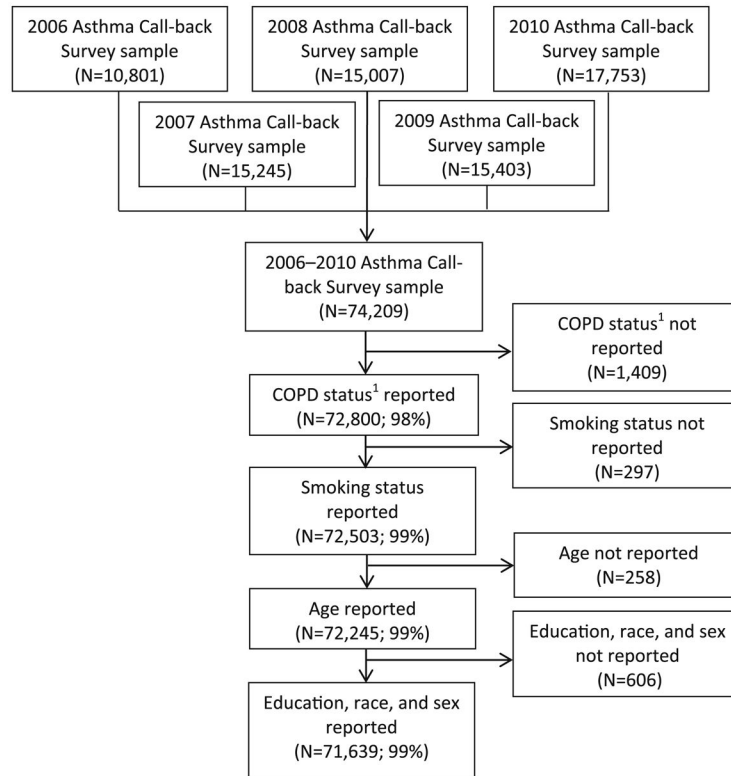 2006 Asthma Call-back
Survey sample
(N=10,801)
2008 Asthma Call-back
Survey sample
(N=15,007)
2010 Asthma Call-back
Survey sample
(N=17,753)
2007 Asthma Call-back
Survey sample
(N=15,245)
2009 Asthma Call-back
Survey sample
(N=15,403)
2006–2010 Asthma Call-
back Survey sample
(N=74,209)
COPD status¹ not
reported
(N=1,409)
COPD status¹ reported
(N=72,800; 98%)
Smoking status not
reported
(N=297)
Smoking status
reported
(N=72,503; 99%)
Age not reported
(N=258)
Age reported
(N=72,245; 99%)
Education, race, and sex
not reported
(N=606)
Education, race, and sex
reported
(N=71,639; 99%)